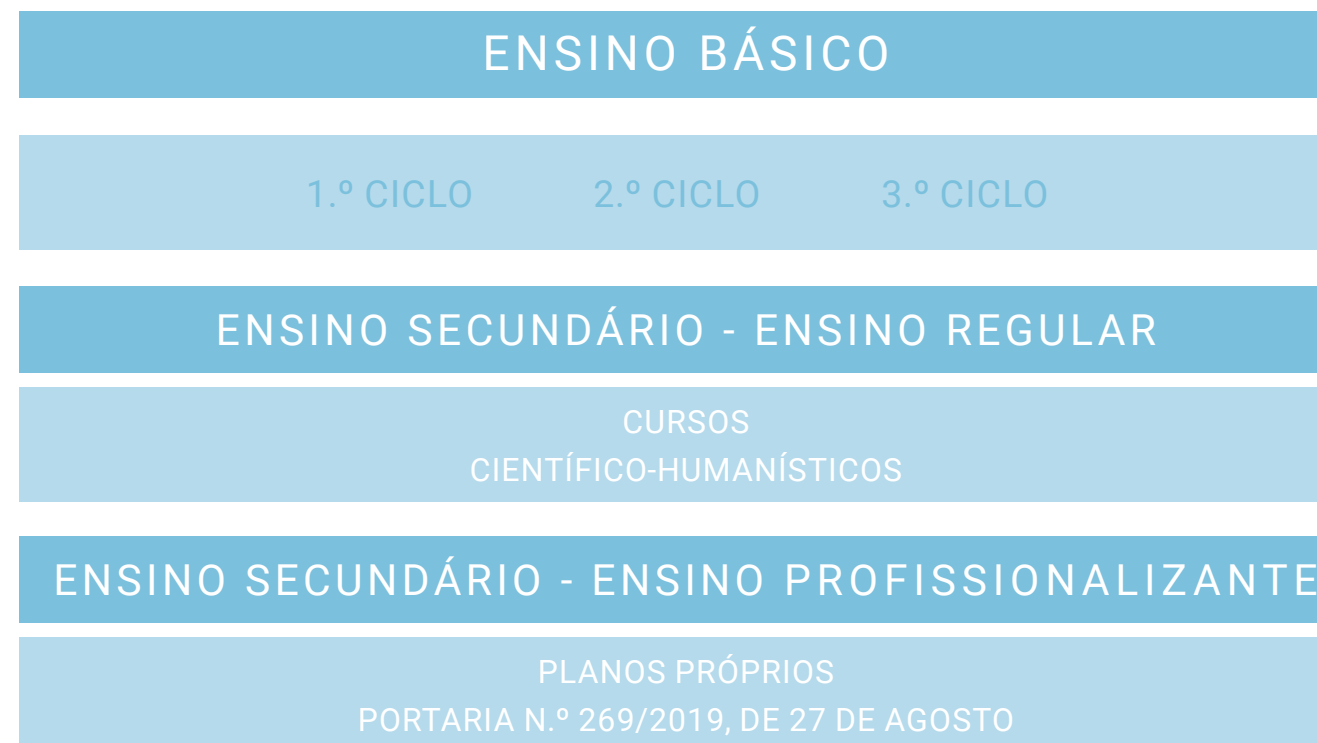 ENSINO BÁSICO
1.º CICLO 2.º CICLO 3.º CICLO
ENSINO SECUNDÁRIO - ENSINO REGULAR
CURSOS
CIENTÍFICO-HUMANÍSTICOS
ENSINO SECUNDÁRIO - ENSINO PROFISSIONALIZANTE
PLANOS PRÓPRIOS
PORTARIA N.º 269/2019, DE 27 DE AGOSTO